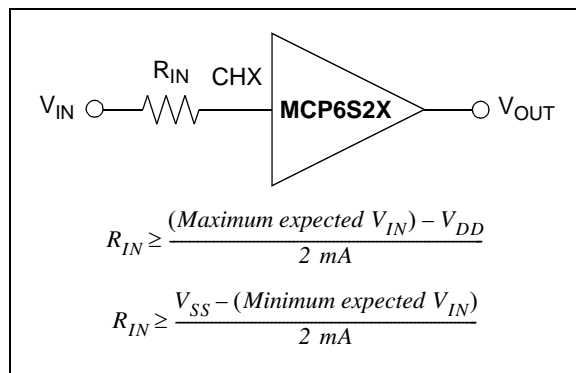 R_IN
CHX
V_IN
MCP6S2X
V_OUT
R_IN ≥ (Maximum expected V_IN) – V_DD / 2 mA
R_IN ≥ V_SS – (Minimum expected V_IN) / 2 mA